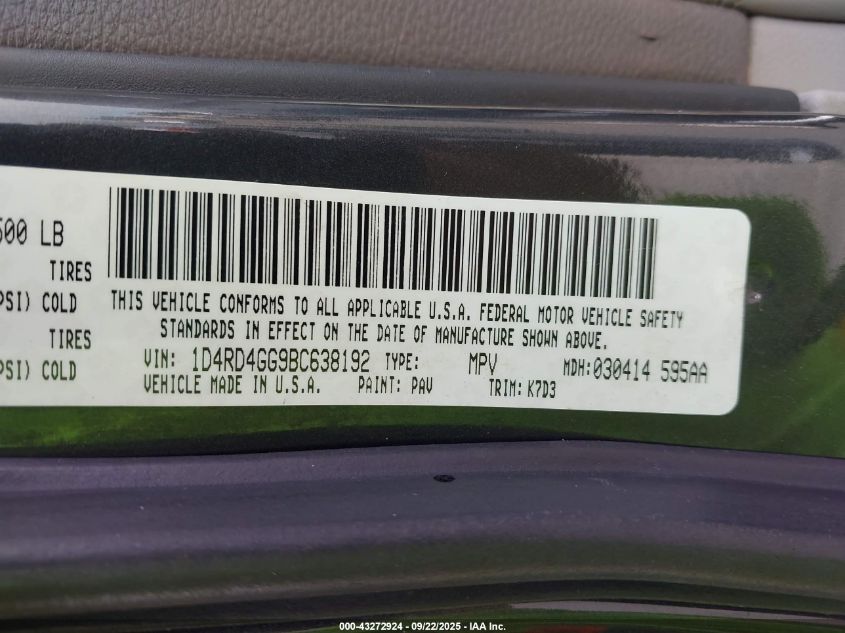 500 LB
TIRES
PSI) COLD
TIRES
PSI) COLD
THIS VEHICLE CONFORMS TO ALL APPLICABLE U.S.A. FEDERAL MOTOR VEHICLE SAFETY
STANDARDS IN EFFECT ON THE DATE OF MANUFACTURE SHOWN ABOVE.
VIN: 1D4RD4GG9BC638192 TYPE: MPV MDH:030414 595AA
VEHICLE MADE IN U.S.A. PAINT: PAV TRIM: K7D3
000-43272924 - 09/22/2025 - IAA Inc.